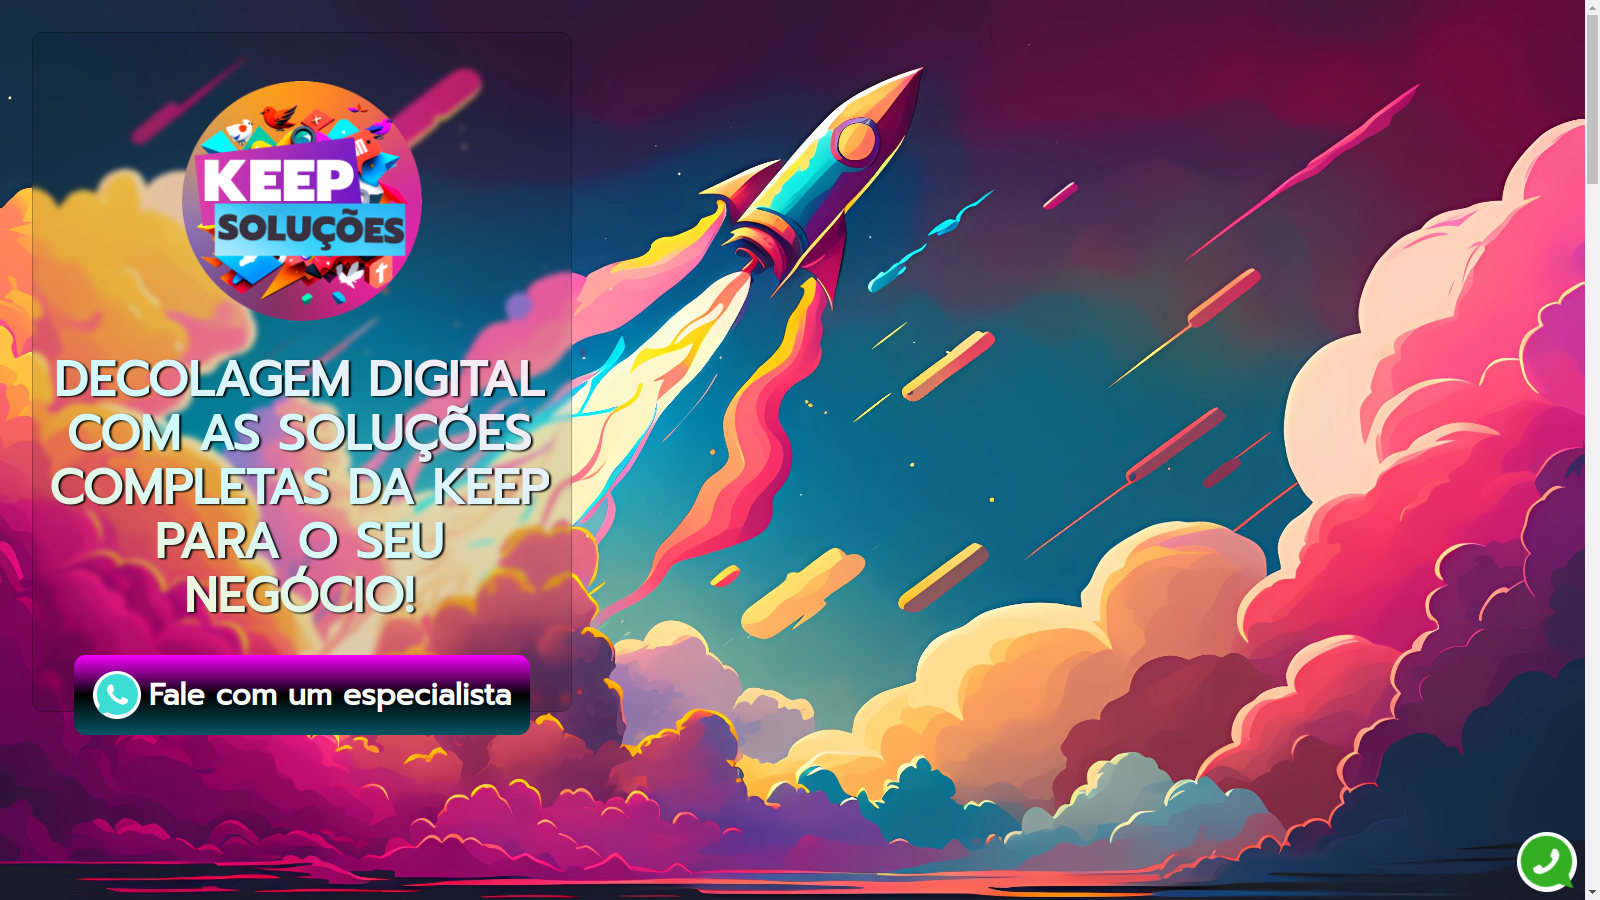 KEEP
SOLUÇÕES
DECOLAGEM DIGITAL
COM AS SOLUÇÕES
COMPLETAS DA KEEP
PARA O SEU
NEGÓCIO!
Fale com um especialista